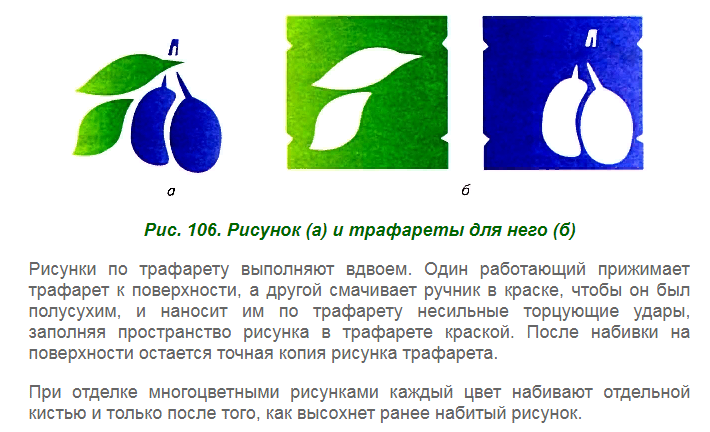 а
б
Рис. 106. Рисунок (а) и трафареты для него (б)
Рисунки по трафарету выполняют вдвоем. Один работающий прижимает
трафарет к поверхности, а другой смачивает ручник в краске, чтобы он был
полусухим, и наносит им по трафарету несильные торцующие удары,
заполняя пространство рисунка в трафарете краской. После набивки на
поверхности остается точная копия рисунка трафарета.
При отделке многоцветными рисунками каждый цвет набивают отдельной
кистью и только после того, как высохнет ранее набитый рисунок.